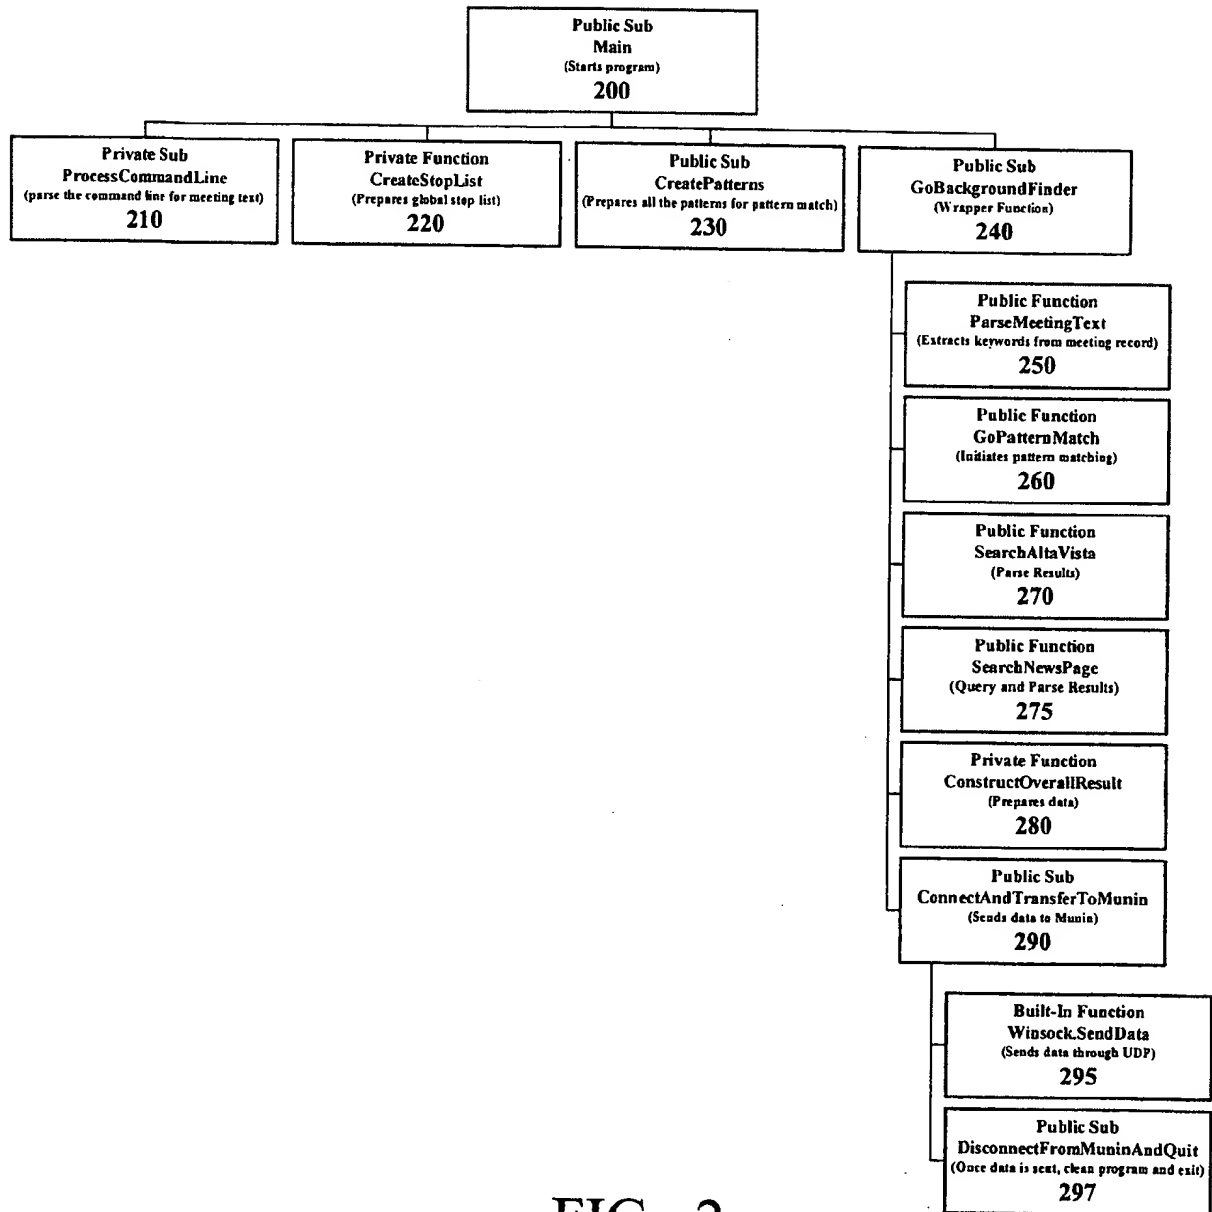 Public Sub
Main
(Starts program)
200
Private Sub
ProcessCommandLine
(parse the command line for meeting text)
210
Private Function
CreateStopList
(Prepares global stop list)
220
Public Sub
CreatePatterns
(Prepares all the patterns for pattern match)
230
Public Sub
GoBackgroundFinder
(Wrapper Function)
240
Public Function
ParseMeetingText
(Extracts keywords from meeting record)
250
Public Function
GoPatternMatch
(Initiates pattern matching)
260
Public Function
SearchAltaVista
(Parse Results)
270
Public Function
SearchNewsPage
(Query and Parse Results)
275
Private Function
ConstructOverallResult
(Prepares data)
280
Public Sub
ConnectAndTransferToMunin
(Sends data to Munin)
290
Built-In Function
Winsock.SendData
(Sends data through UDP)
295
Public Sub
DisconnectFromMuninAndQuit
(Once data is sent, clean program and exit)
297
FIG. 2